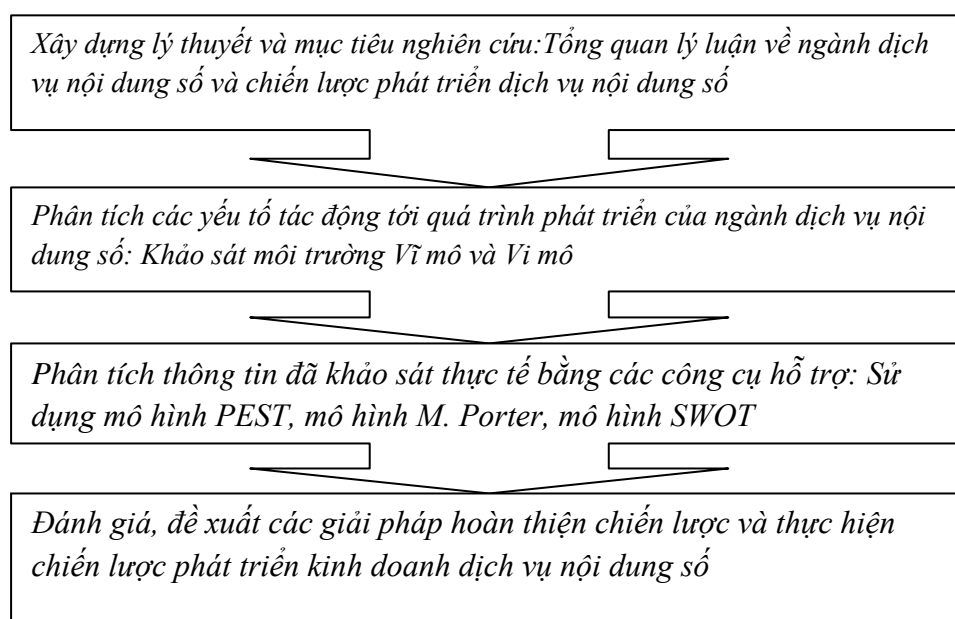 Xây dựng lý thuyết và mục tiêu nghiên cứu:Tổng quan lý luận về ngành dịch
vụ nội dung số và chiến lược phát triển dịch vụ nội dung số
Phân tích các yếu tố tác động tới quá trình phát triển của ngành dịch vụ nội
dung số: Khảo sát môi trường Vĩ mô và Vi mô
Phân tích thông tin đã khảo sát thực tế bằng các công cụ hỗ trợ: Sử
dụng mô hình PEST, mô hình M. Porter, mô hình SWOT
Đánh giá, đề xuất các giải pháp hoàn thiện chiến lược và thực hiện
chiến lược phát triển kinh doanh dịch vụ nội dung số